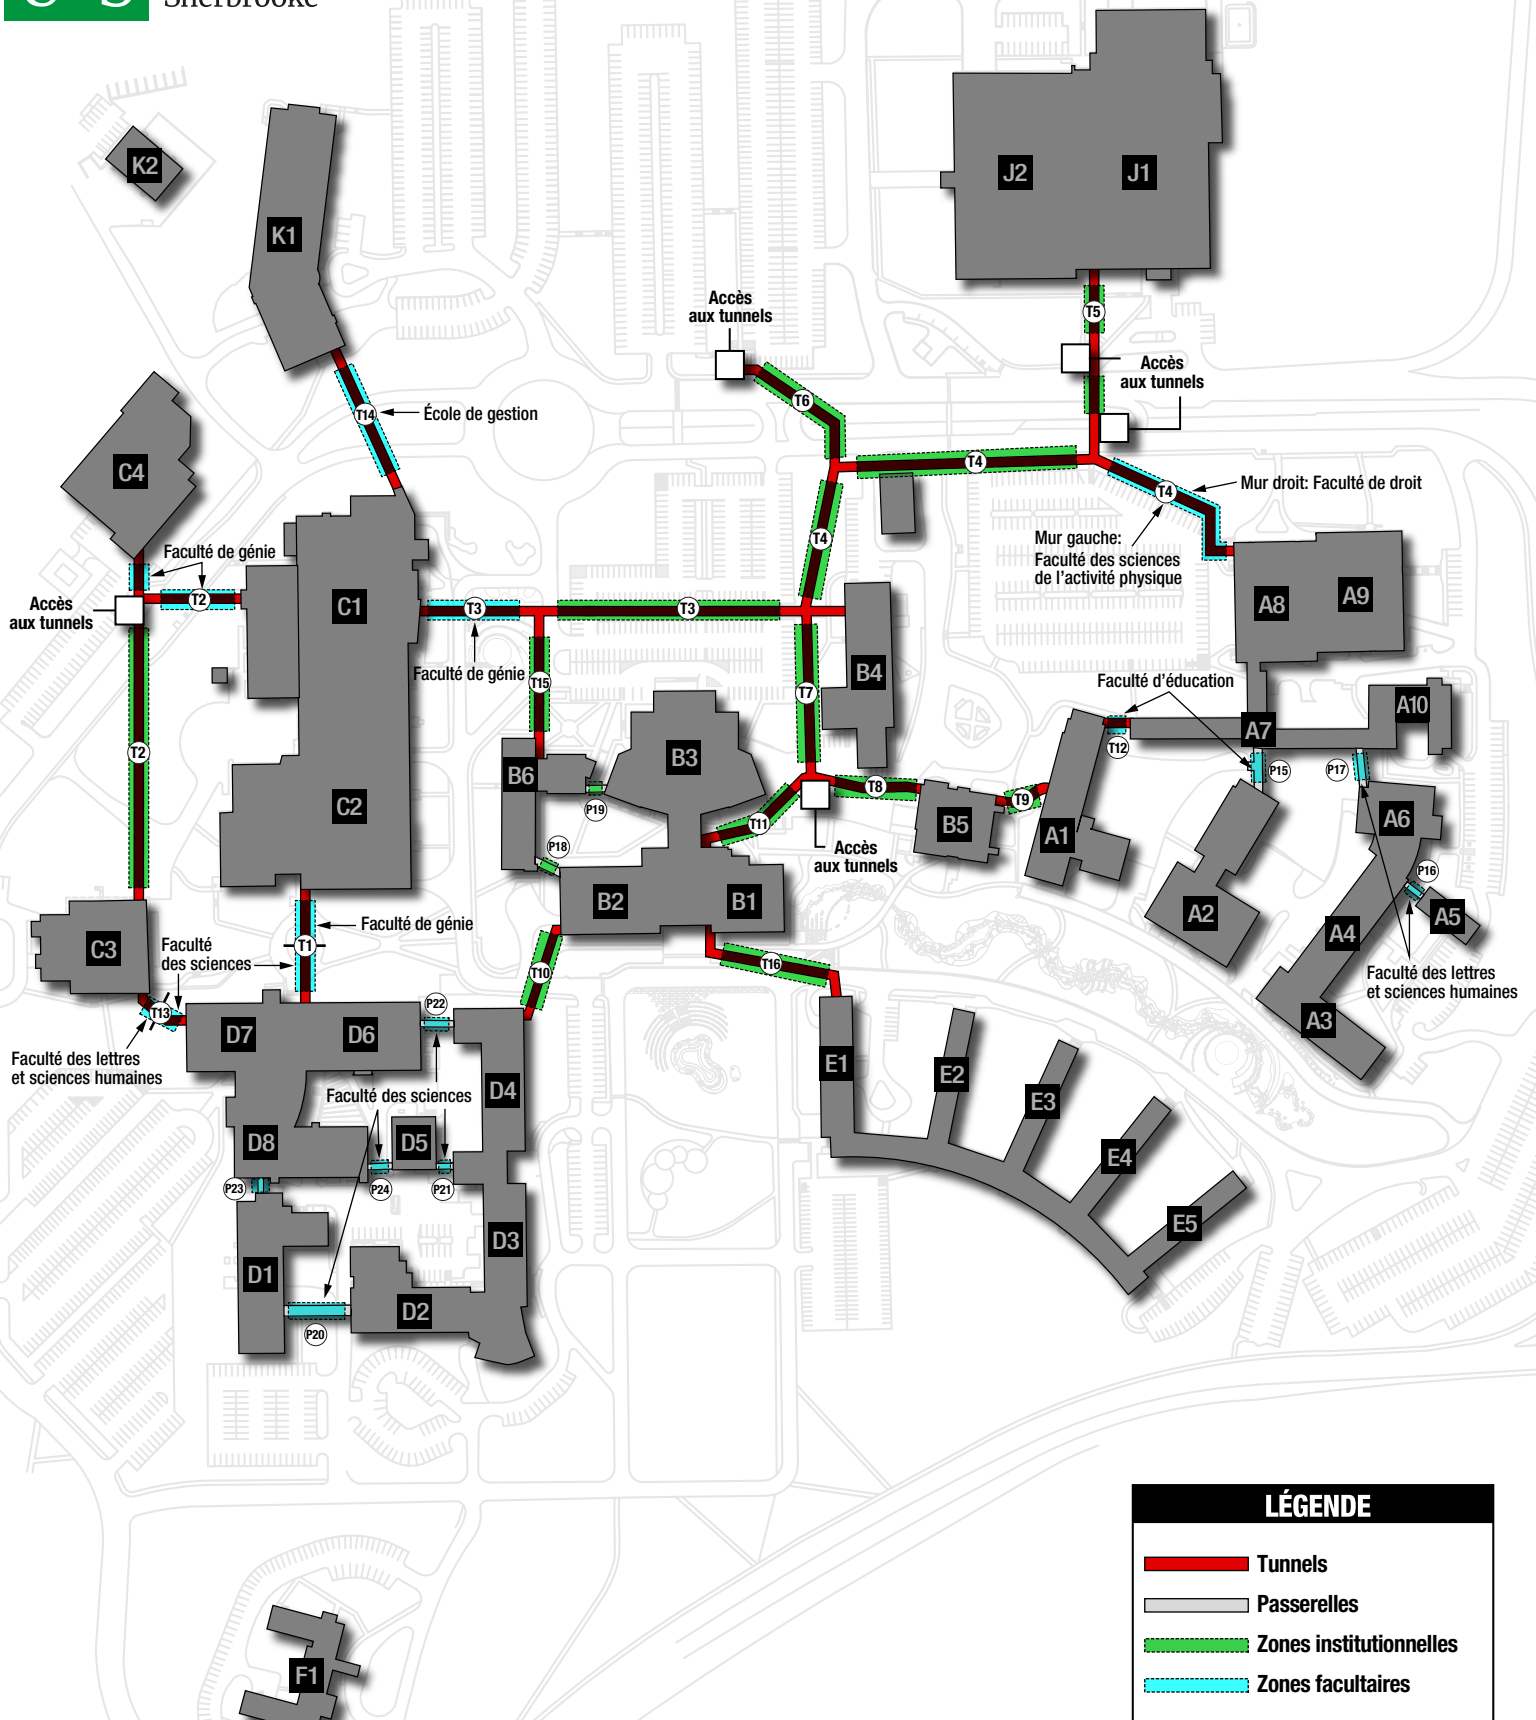 Sherbrooke
K2
K1
J2
J1
Accès
aux tunnels
T5
Accès
aux tunnels
T6
T14
École de gestion
C4
T4
T4
Mur droit: Faculté de droit
Mur gauche:
Faculté des sciences
de l'activité physique
T4
Faculté de génie
Accès
aux tunnels
T2
C1
T3
T3
Faculté de génie
A8
A9
B4
T15
T7
Faculté d'éducation
A10
A7
T12
T2
B6
B3
P15
P17
P19
T8
T9
C2
T11
B5
A1
A6
P18
Accès
aux tunnels
P16
B2
B1
A2
A5
A4
Faculté de génie
T1
C3
Faculté
des sciences
T10
T16
Faculté des lettres
et sciences humaines
P22
T13
D7
D6
A3
Faculté des lettres
et sciences humaines
E1
E2
D4
Faculté des sciences
E3
D8
D5
E4
P23
P24
P21
E5
D3
D1
D2
P20
F1
LÉGENDE
Tunnels
Passerelles
Zones institutionnelles
Zones facultaires